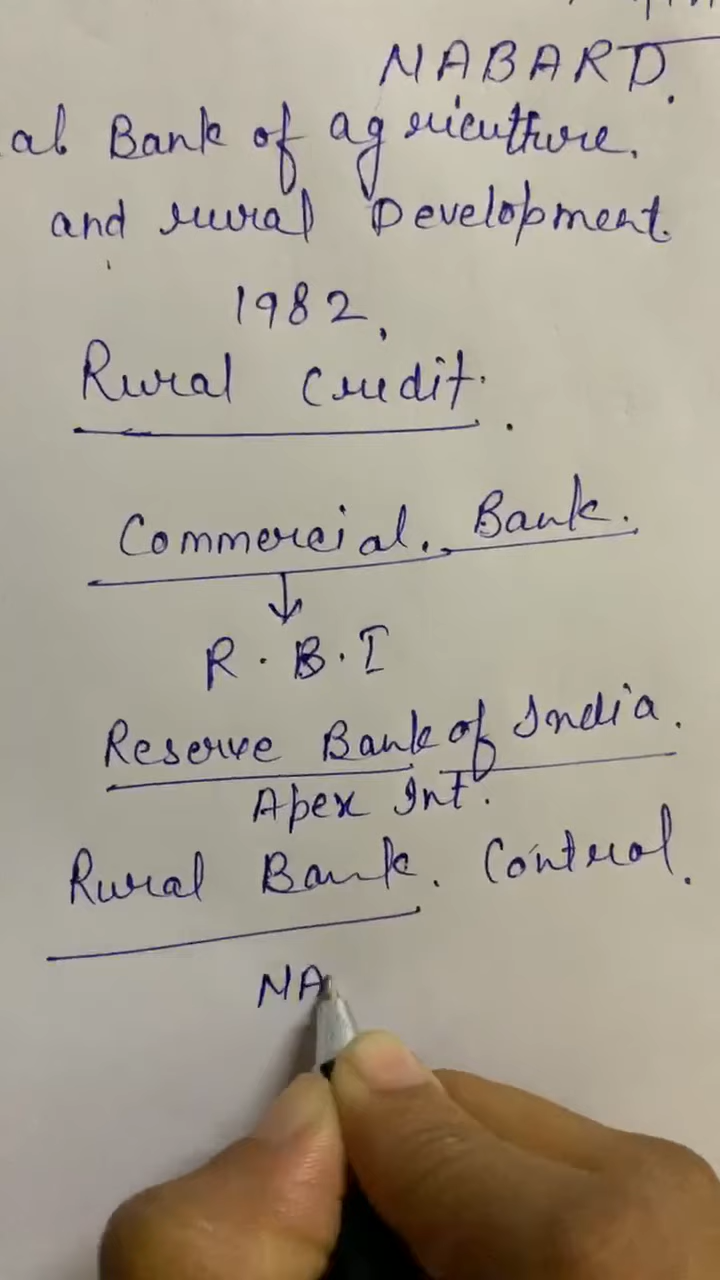 NABARD.
al Bank of agricuthure.
and rural Development.
1982,
Rural Credit.
Commercial. Bank.
R. B. I
Reserve Bank of India.
Apex Int.
Rural Bank. Control.
NA